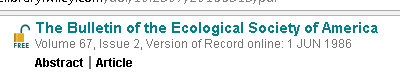 The Bulletin of the Ecological Society of America
FREE
Volume 67, Issue 2, Version of Record online: 1 JUN 1986
Abstract | Article